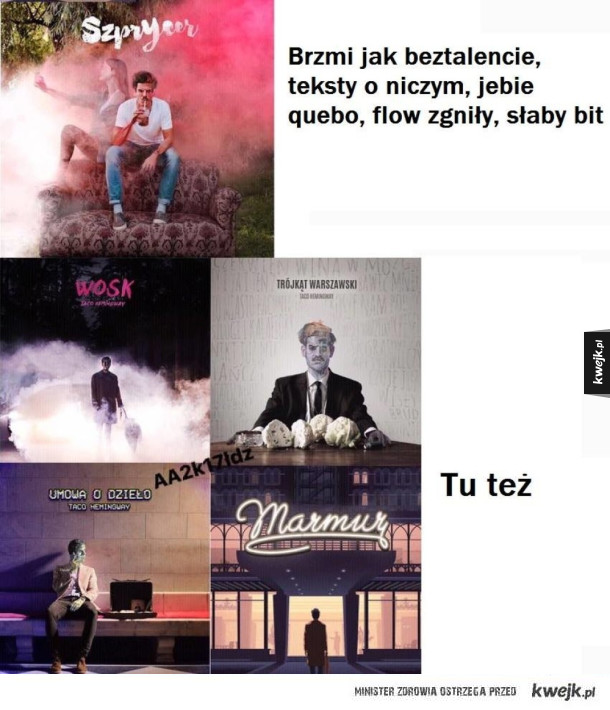 Szprycer
Brzmi jak beztalencie,
teksty o niczym, jebie
quebo, flow zgniły, słaby bit
WOSK
TACO HEMINGWAY
TRÓJKĄT WARSZAWSKI
TACO HEMINGWAY
kwejk.pl
AA2k17ldz
UMOWA O DZIEŁO
TACO HEMINGWAY
Marmur
Tu też
MINISTER ZDROWIA OSTRZEGA PRZED kwejk.pl